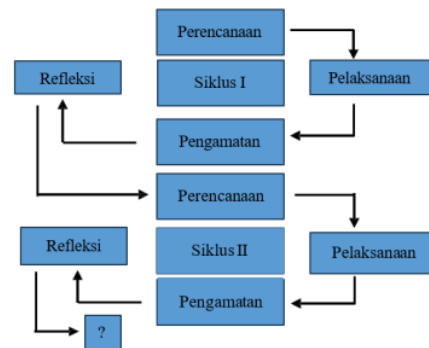 Perencanaan
Refleksi
Siklus I
Pelaksanaan
Pengamatan
Perencanaan
Refleksi
Siklus II
Pelaksanaan
Pengamatan
?